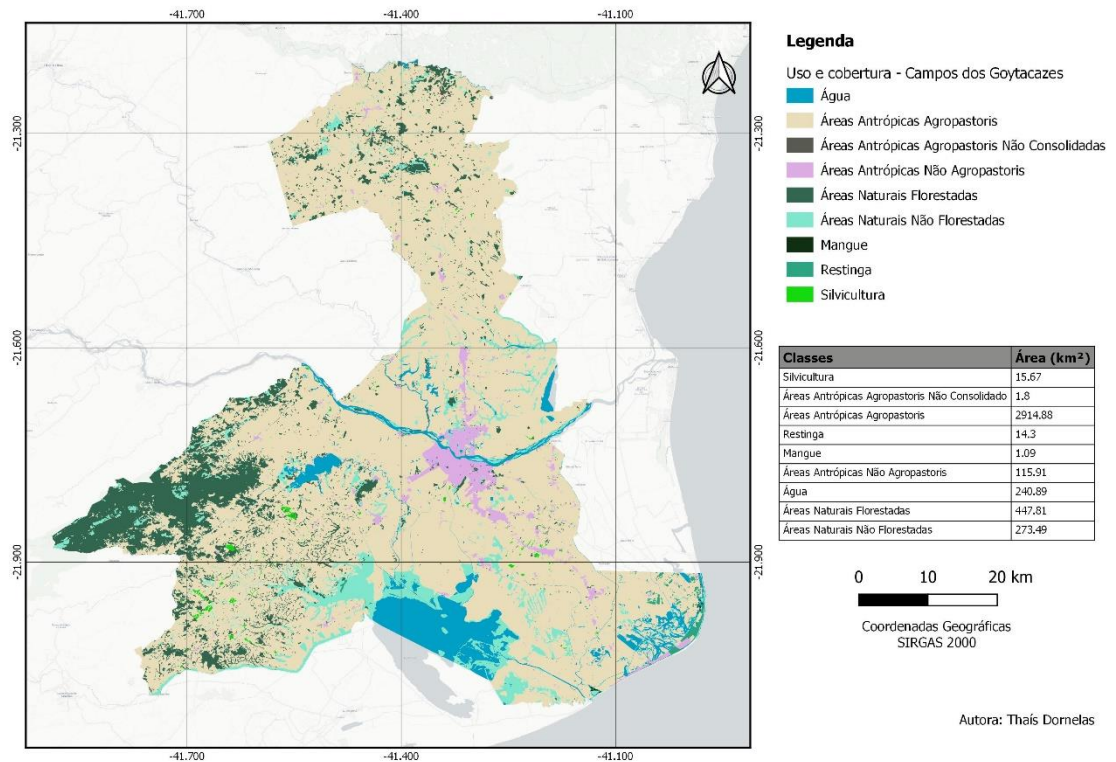 -41.700
-41.400
-41.100
-21.300
-21.300
-21.600
-21.600
-21.900
-21.900
-41.700
-41.400
-41.100
Legenda
Uso e cobertura - Campos dos Goytacazes
Água
Áreas Antrópicas Agropastoris
Áreas Antrópicas Agropastoris Não Consolidadas
Áreas Antrópicas Não Agropastoris
Áreas Naturais Florestadas
Áreas Naturais Não Florestadas
Mangue
Restinga
Silvicultura
Classes Área (km²)
Silvicultura 15.67
Áreas Antrópicas Agropastoris Não Consolidado 1.8
Áreas Antrópicas Agropastoris 2914.88
Restinga 14.3
Mangue 1.09
Áreas Antrópicas Não Agropastoris 115.91
Água 240.89
Áreas Naturais Florestadas 447.81
Áreas Naturais Não Florestadas 273.49
0 10 20 km
Coordenadas Geográficas
SIRGAS 2000
Autora: Thaís Dornelas